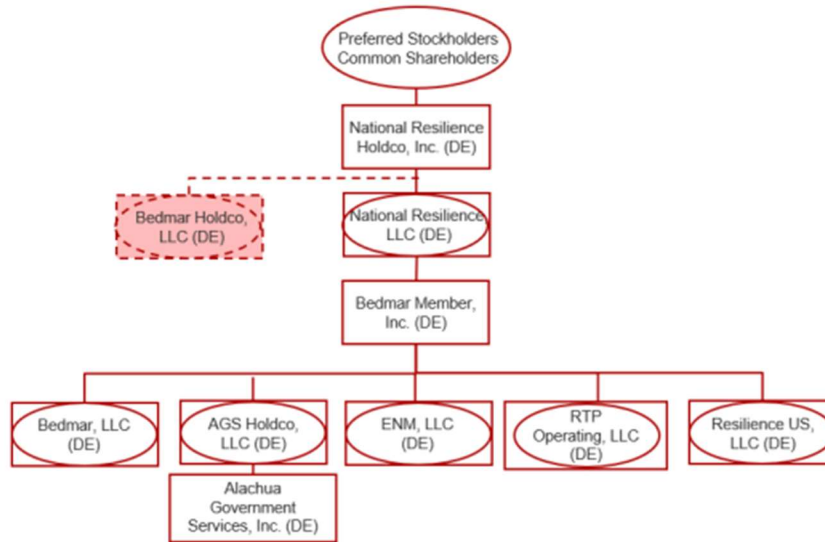 Preferred Stockholders
Common Shareholders
National Resilience
Holdco, Inc. (DE)
Bedmar Holdco,
LLC (DE)
National Resilience
LLC (DE)
Bedmar Member,
Inc. (DE)
Bedmar, LLC
(DE)
AGS Holdco,
LLC (DE)
ENM, LLC
(DE)
RTP
Operating, LLC
(DE)
Resilience US,
LLC (DE)
Alachua
Government
Services, Inc. (DE)